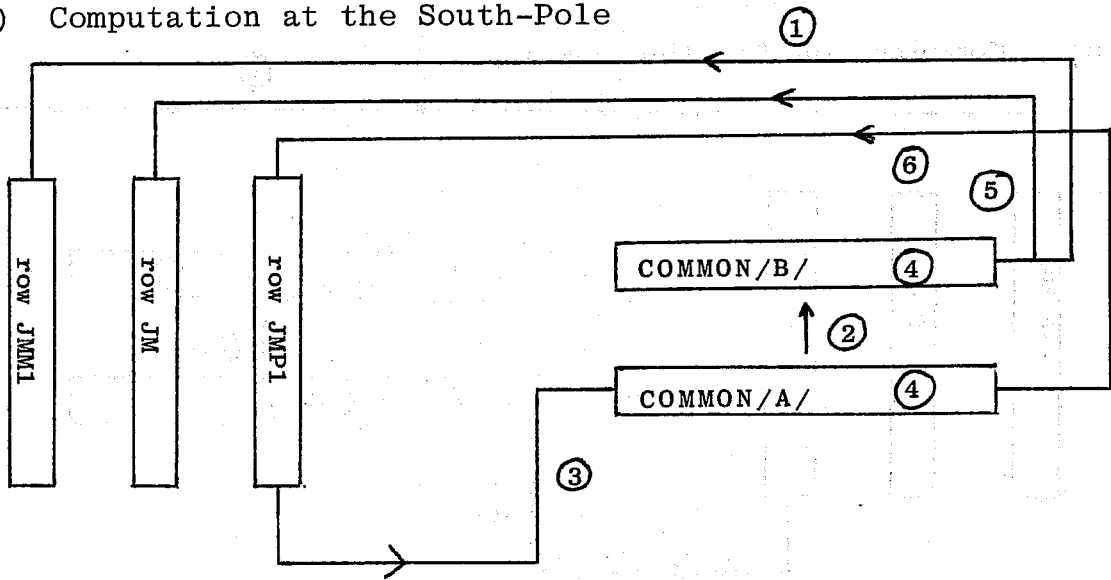 ) Computation at the South-Pole
①
⑥
⑤
COMMON/B/ ④
②
COMMON/A/ ④
③
row JMM1
row JM
row JMP1